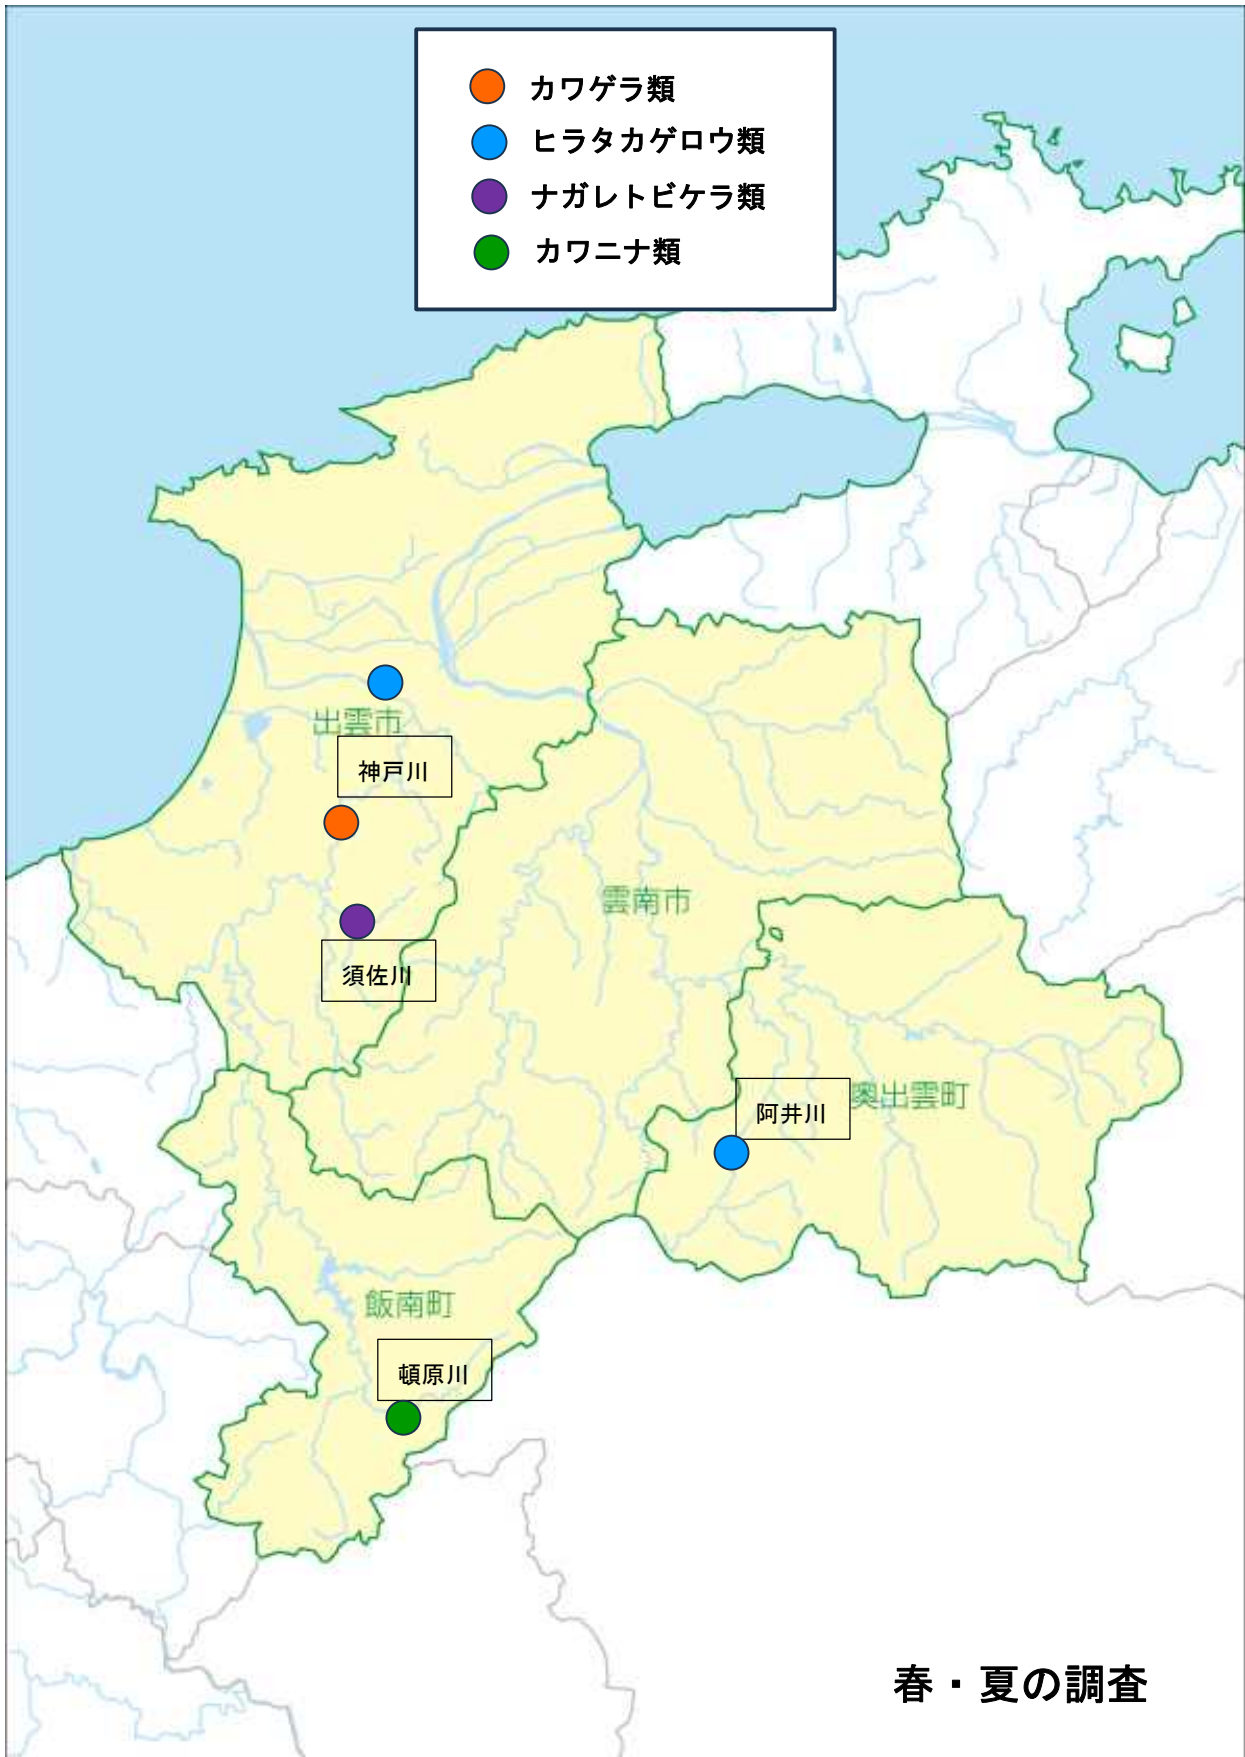 カワゲラ類
ヒラタカゲロウ類
ナガレトビケラ類
カワニナ類
出雲市
神戸川
雲南市
須佐川
奥出雲町
阿井川
飯南町
頓原川
春・夏の調査